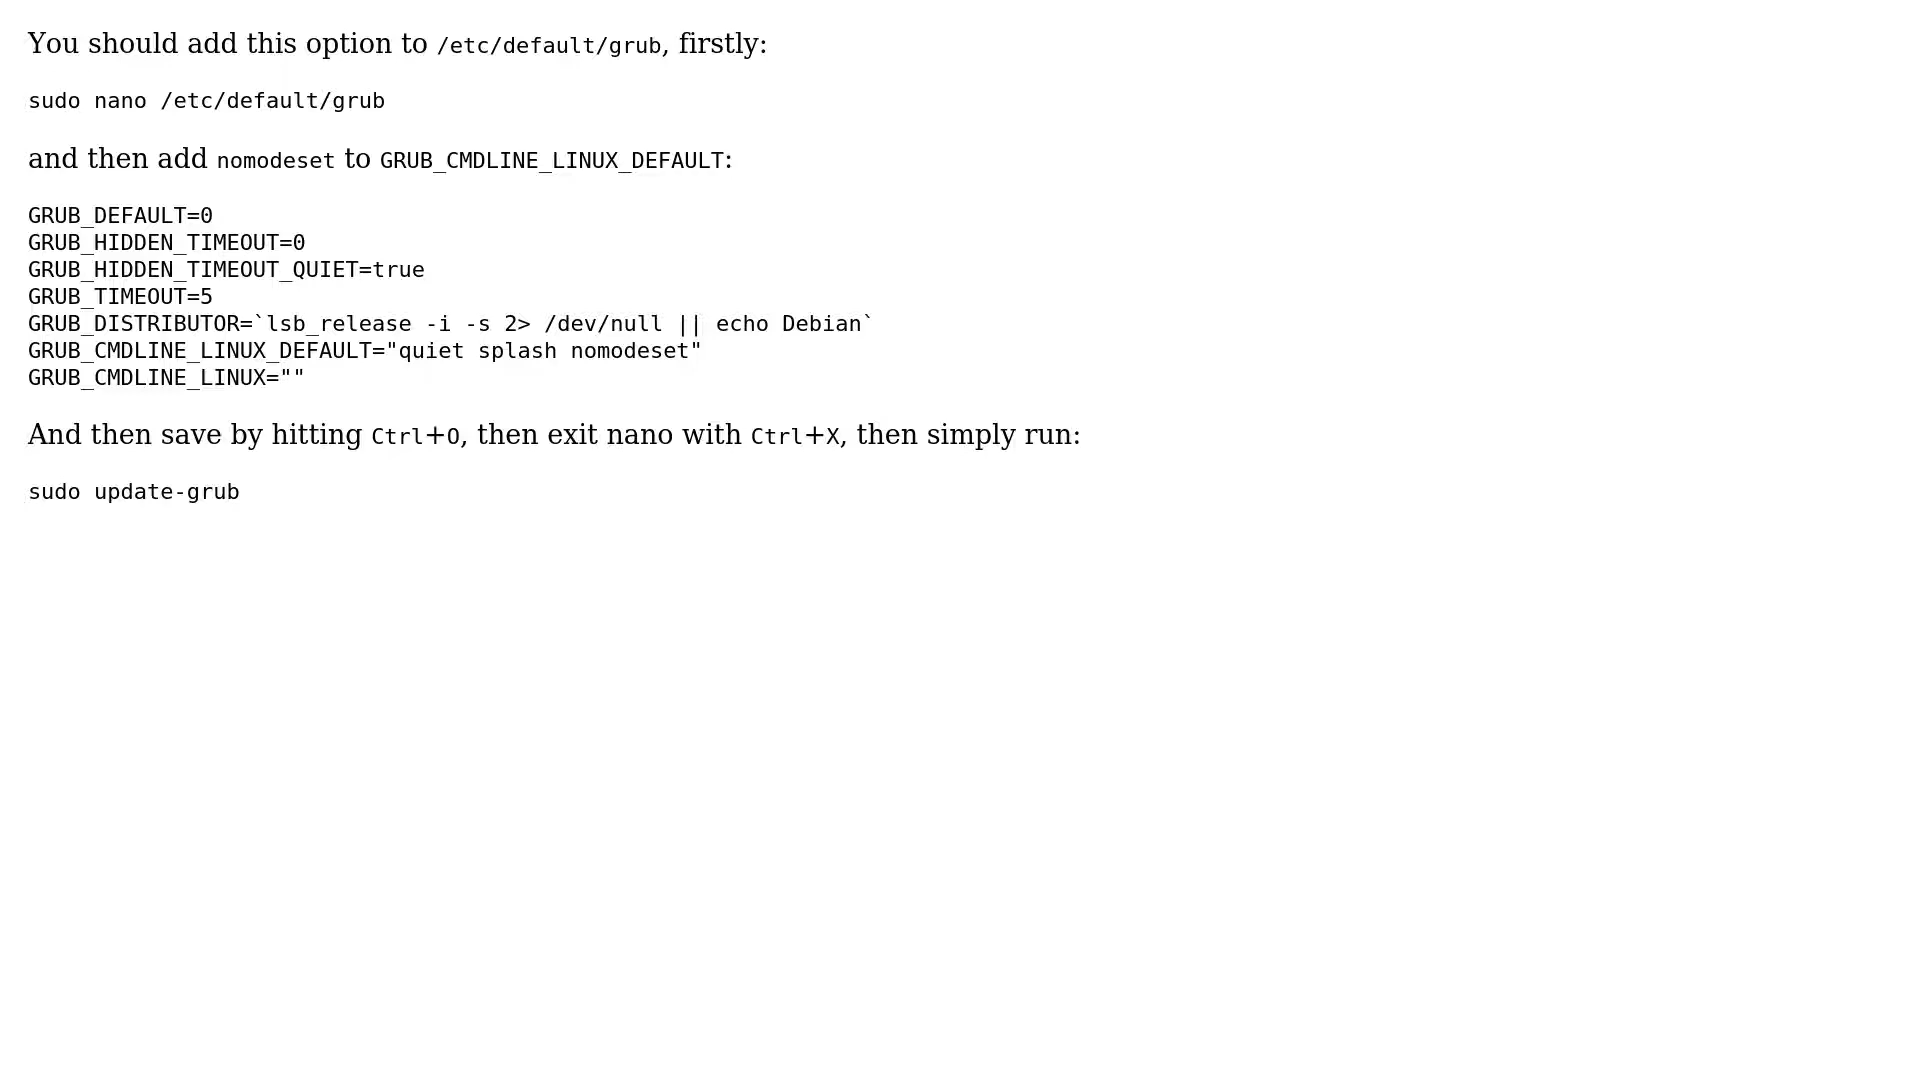 You should add this option to /etc/default/grub, firstly:
sudo nano /etc/default/grub
and then add nomodeset to GRUB_CMDLINE_LINUX_DEFAULT:
GRUB_DEFAULT=0
GRUB_HIDDEN_TIMEOUT=0
GRUB_HIDDEN_TIMEOUT_QUIET=true
GRUB_TIMEOUT=5
GRUB_DISTRIBUTOR=`lsb_release -i -s 2> /dev/null || echo Debian`
GRUB_CMDLINE_LINUX_DEFAULT="quiet splash nomodeset"
GRUB_CMDLINE_LINUX=""
And then save by hitting Ctrl+O, then exit nano with Ctrl+X, then simply run:
sudo update-grub